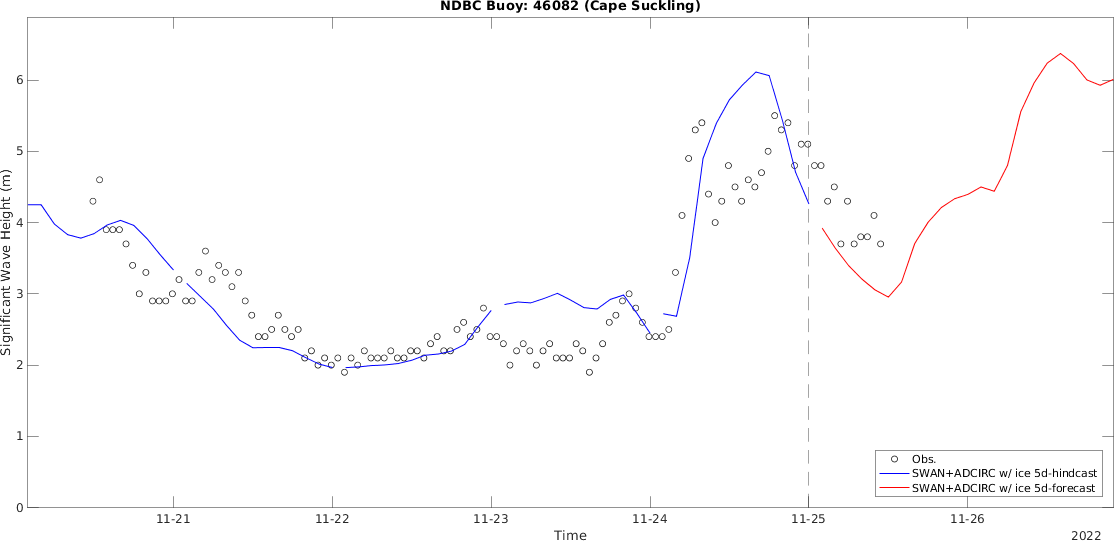 NDBC Buoy: 46082 (Cape Suckling)
Significant Wave Height (m)
6
5
4
3
2
1
0
Obs.
SWAN+ADCIRC w/ ice 5d-hindcast
SWAN+ADCIRC w/ ice 5d-forecast
11-21 11-22 11-23 11-24 11-25 11-26
Time
2022